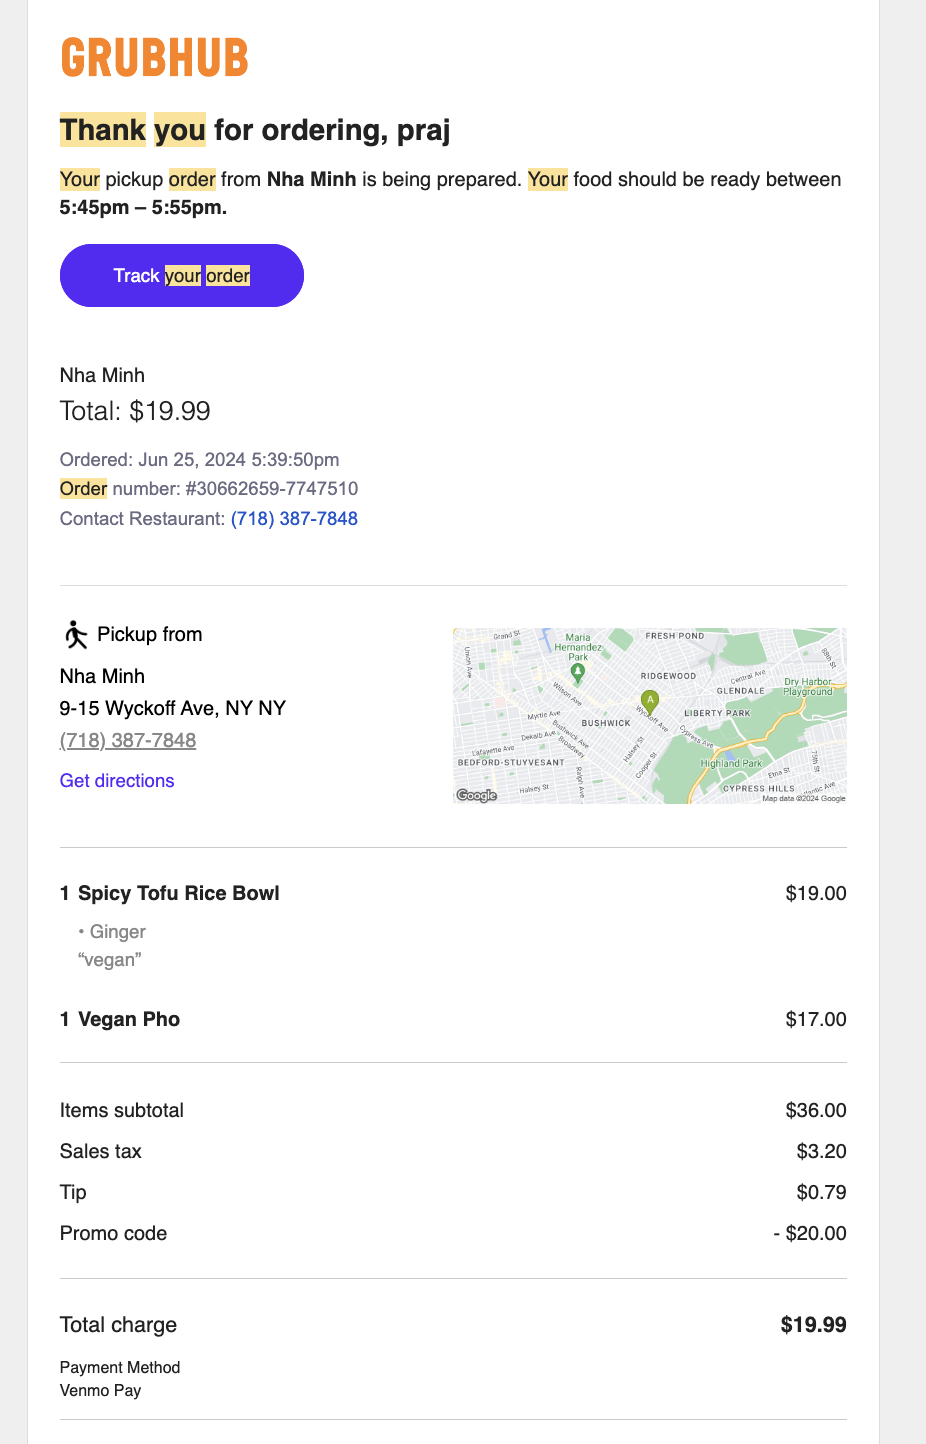 GRUBHUB
Thank you for ordering, praj
Your pickup order from Nha Minh is being prepared. Your food should be ready between
5:45pm – 5:55pm.
Track your order
Nha Minh
Total: $19.99
Ordered: Jun 25, 2024 5:39:50pm
Order number: #30662659-7747510
Contact Restaurant: (718) 387-7848
Pickup from
Nha Minh
9-15 Wyckoff Ave, NY NY
(718) 387-7848
Get directions
Grand St
Maria
Hernandez
Park
FRESH POND
Union Ave
88th St
RIDGEWOOD
Central Ave
GLENDALE
Dry Harbor
Playground
Wilson Ave
A
Wyckoff Ave
LIBERTY PARK
Myrtle Ave
BUSHWICK
Bushwick Ave
Broadway
Cypress Ave
Dekalb Ave
Lafayette Ave
Halsey St
Cooper St
BEDFORD-STUYVESANT
Highland Park
75th St
Ralph Ave
Etna St
Halsey St
CYPRESS HILLS
antic Ave
Google
Map data ©2024 Google
1 Spicy Tofu Rice Bowl $19.00
• Ginger
“vegan”
1 Vegan Pho $17.00
Items subtotal $36.00
Sales tax $3.20
Tip $0.79
Promo code - $20.00
Total charge $19.99
Payment Method
Venmo Pay